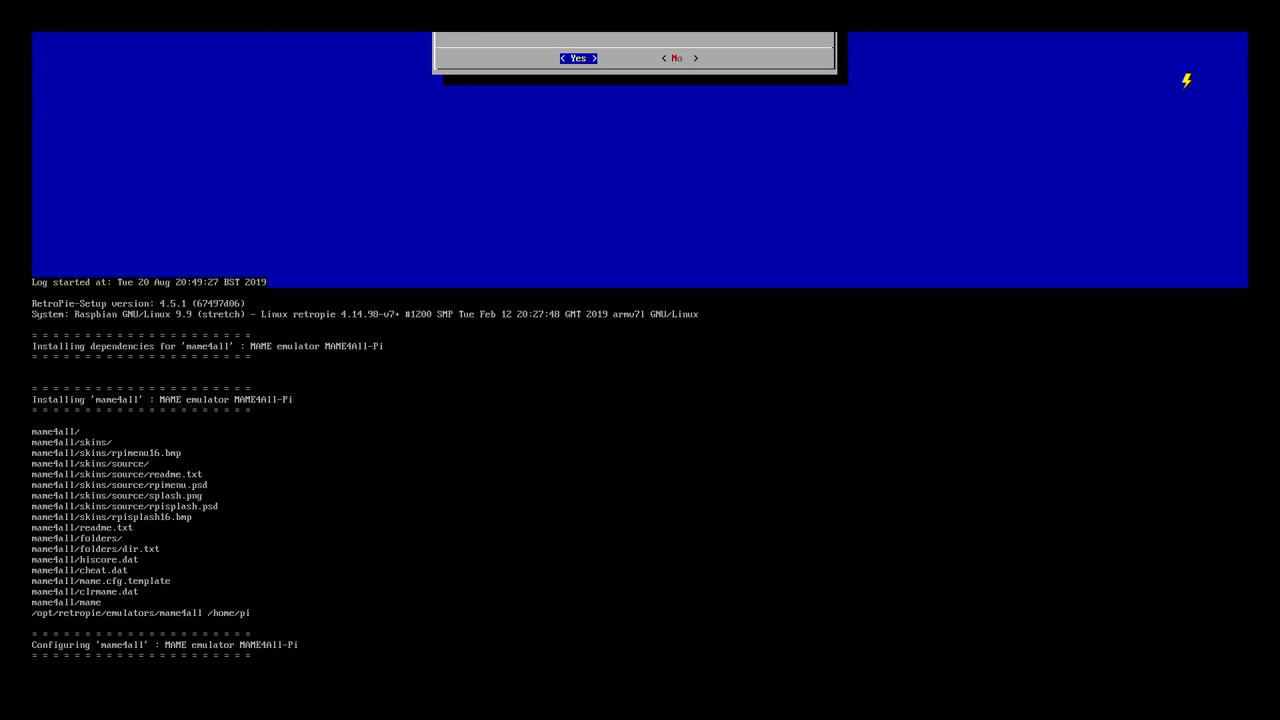 < Yes > < No >
Log started at: Tue 20 Aug 20:49:27 BST 2019
RetroPie-Setup version: 4.5.1 (67497d06)
System: Raspbian GNU/Linux 9.9 (stretch) - Linux retropie 4.14.98-v7+ #1200 SMP Tue Feb 12 20:27:48 GMT 2019 armv7l GNU/Linux
= = = = = = = = = = = = = = = = = = = = =
Installing dependencies for 'mame4all' : MAME emulator MAME4All-Pi
= = = = = = = = = = = = = = = = = = = = =
= = = = = = = = = = = = = = = = = = = = =
Installing 'mame4all' : MAME emulator MAME4All-Pi
= = = = = = = = = = = = = = = = = = = = =
mame4all/
mame4all/skins/
mame4all/skins/rpimenu16.bmp
mame4all/skins/source/
mame4all/skins/source/readme.txt
mame4all/skins/source/rpimenu.psd
mame4all/skins/source/splash.png
mame4all/skins/source/rpisplash.psd
mame4all/skins/rpisplash16.bmp
mame4all/readme.txt
mame4all/folders/
mame4all/folders/dir.txt
mame4all/hiscore.dat
mame4all/cheat.dat
mame4all/mame.cfg.template
mame4all/clrmame.dat
mame4all/mame
/opt/retropie/emulators/mame4all /home/pi
= = = = = = = = = = = = = = = = = = = = =
Configuring 'mame4all' : MAME emulator MAME4All-Pi
= = = = = = = = = = = = = = = = = = = = =